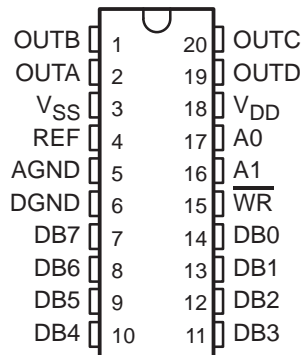 OUTB 1 20 OUTC
OUTA 2 19 OUTD
VSS 3 18 VDD
REF 4 17 A0
AGND 5 16 A1
DGND 6 15 W̅R̅
DB7 7 14 DB0
DB6 8 13 DB1
DB5 9 12 DB2
DB4 10 11 DB3